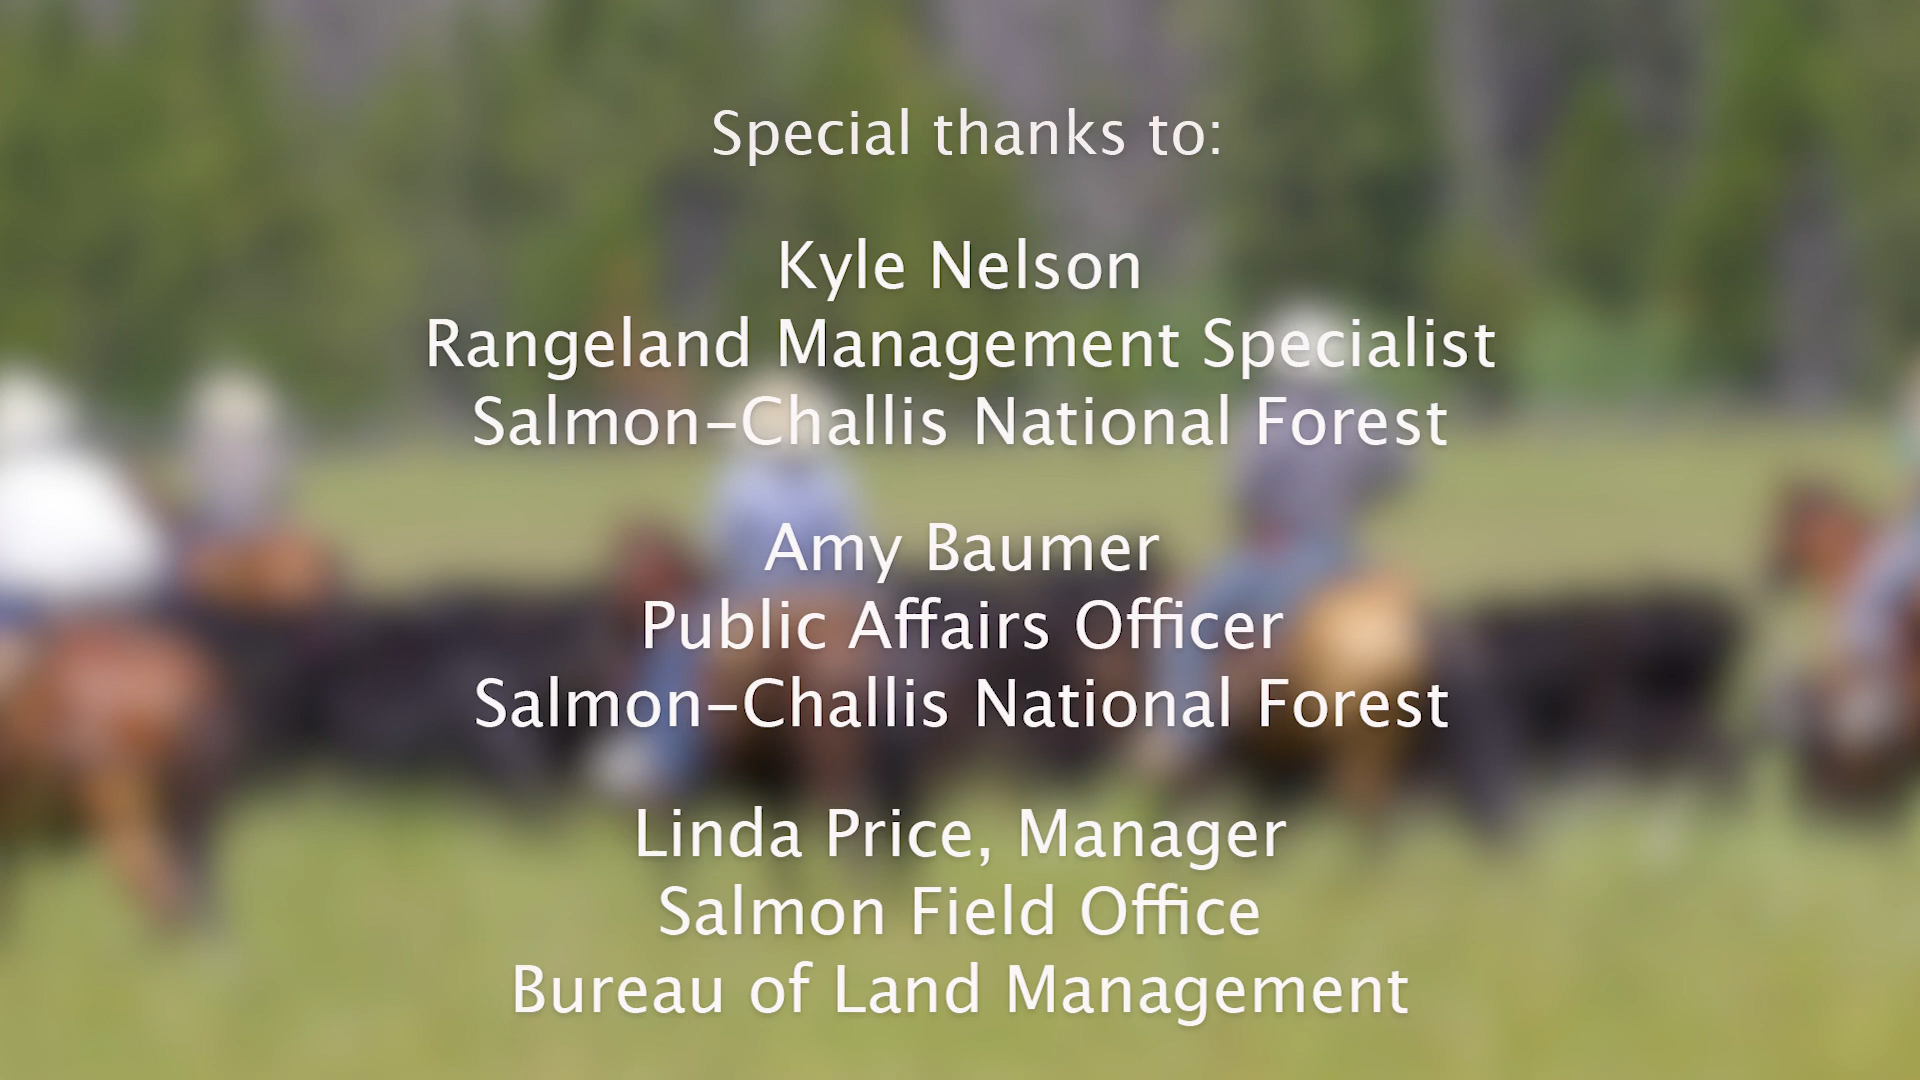 Special thanks to:
Kyle Nelson
Rangeland Management Specialist
Salmon-Challis National Forest
Amy Baumer
Public Affairs Officer
Salmon-Challis National Forest
Linda Price, Manager
Salmon Field Office
Bureau of Land Management